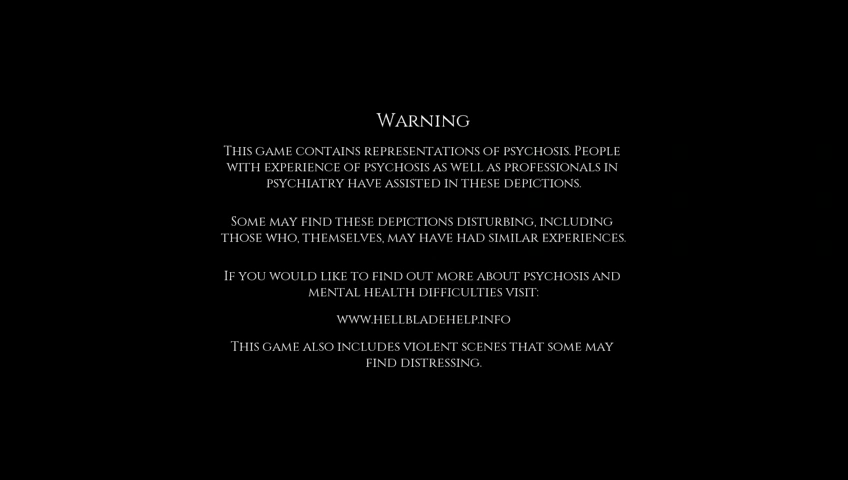 Warning
This game contains representations of psychosis. People
with experience of psychosis as well as professionals in
psychiatry have assisted in these depictions.
Some may find these depictions disturbing, including
those who, themselves, may have had similar experiences.
If you would like to find out more about psychosis and
mental health difficulties visit:
www.hellbladehelp.info
This game also includes violent scenes that some may
find distressing.